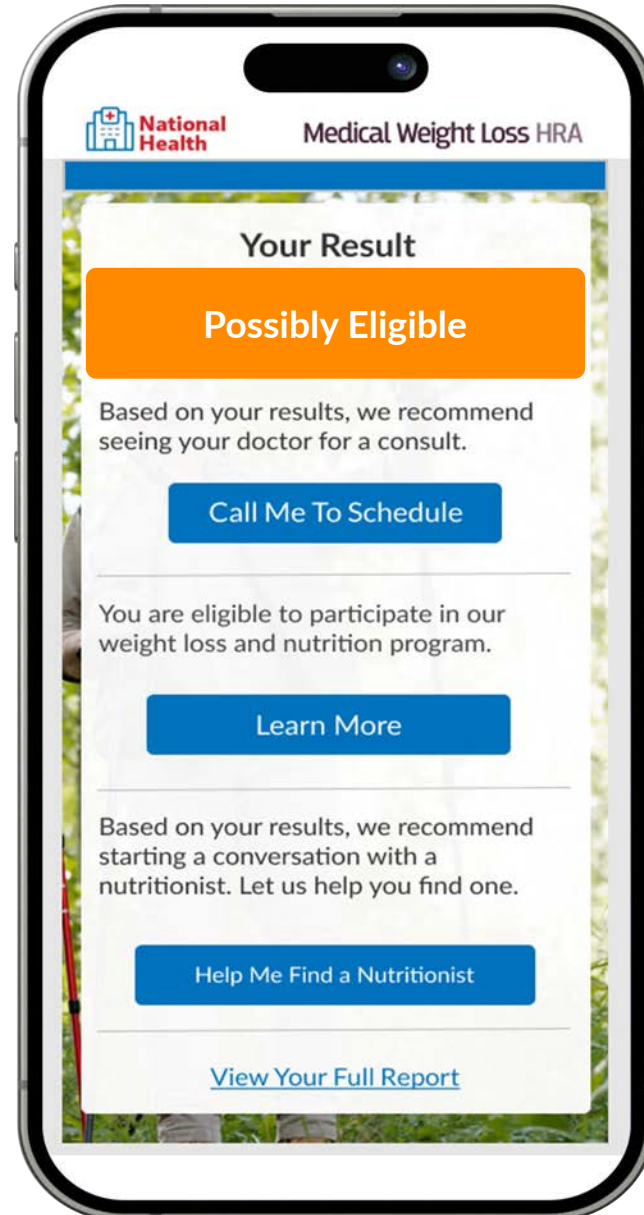 National
Health
Medical Weight Loss HRA
Your Result
Possibly Eligible
Based on your results, we recommend
seeing your doctor for a consult.
Call Me To Schedule
You are eligible to participate in our
weight loss and nutrition program.
Learn More
Based on your results, we recommend
starting a conversation with a
nutritionist. Let us help you find one.
Help Me Find a Nutritionist
View Your Full Report